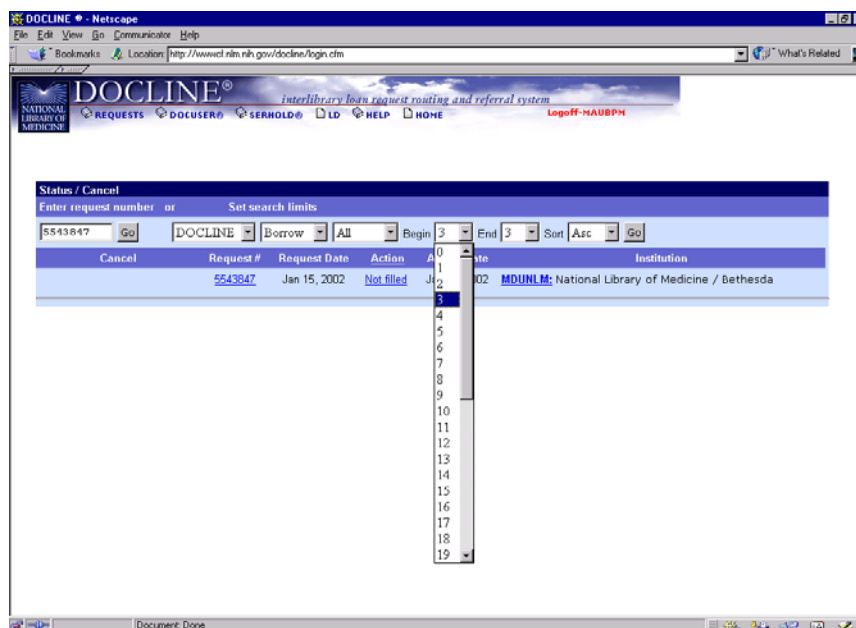 DOCLINE ® - Netscape
File Edit View Go Communicator Help
Bookmarks Location: http://wwwcf.nlm.nih.gov/docline/login.cfm What's Related
DOCLINE®
interlibrary loan request routing and referral system
NATIONAL LIBRARY OF MEDICINE
REQUESTS DOCUSER® SERHOLD® LD HELP HOME Logoff-MAUBPM
Status / Cancel
Enter request number or Set search limits
5543847 Go DOCLINE Borrow All Begin 3 End 3 Sort Asc Go
Cancel Request # Request Date Action Institution
5543847 Jan 15, 2002 Not filled MDUNLM: National Library of Medicine / Bethesda
0
1
2
3
4
5
6
7
8
9
10
11
12
13
14
15
16
17
18
19
Document: Done